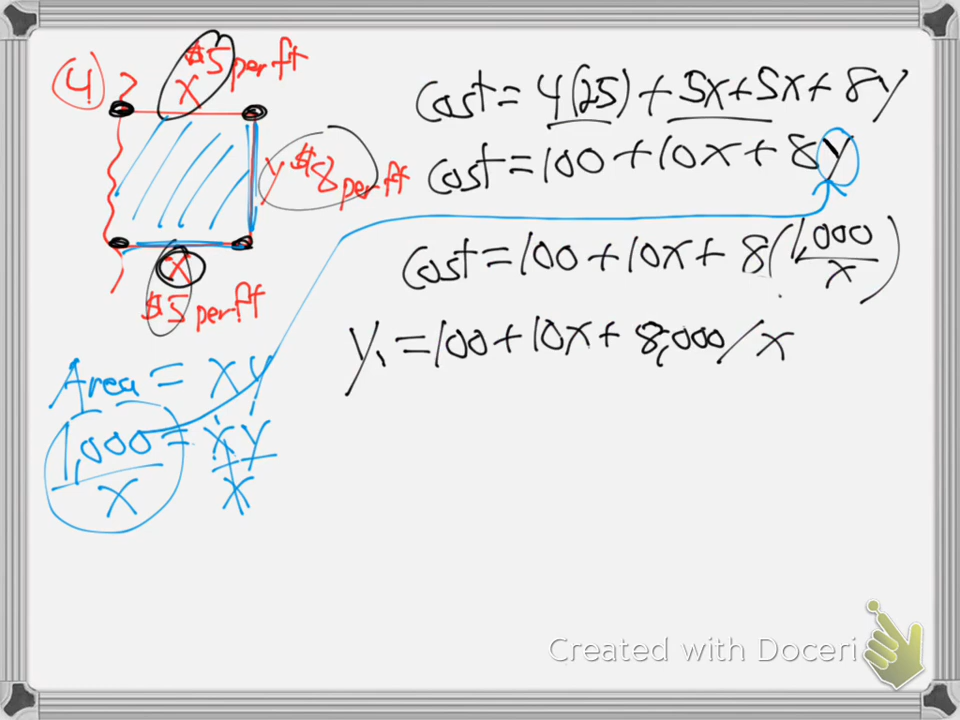 4
$5 per ft
x
y $8 per ft
x
$5 per ft
Cost = 4(25) + 5x + 5x + 8y
Cost = 100 + 10x + 8y
Cost = 100 + 10x + 8(1,000/x)
y₁ = 100 + 10x + 8,000/x
Area = xy
1,000/x = xy/x
Created with Doceri